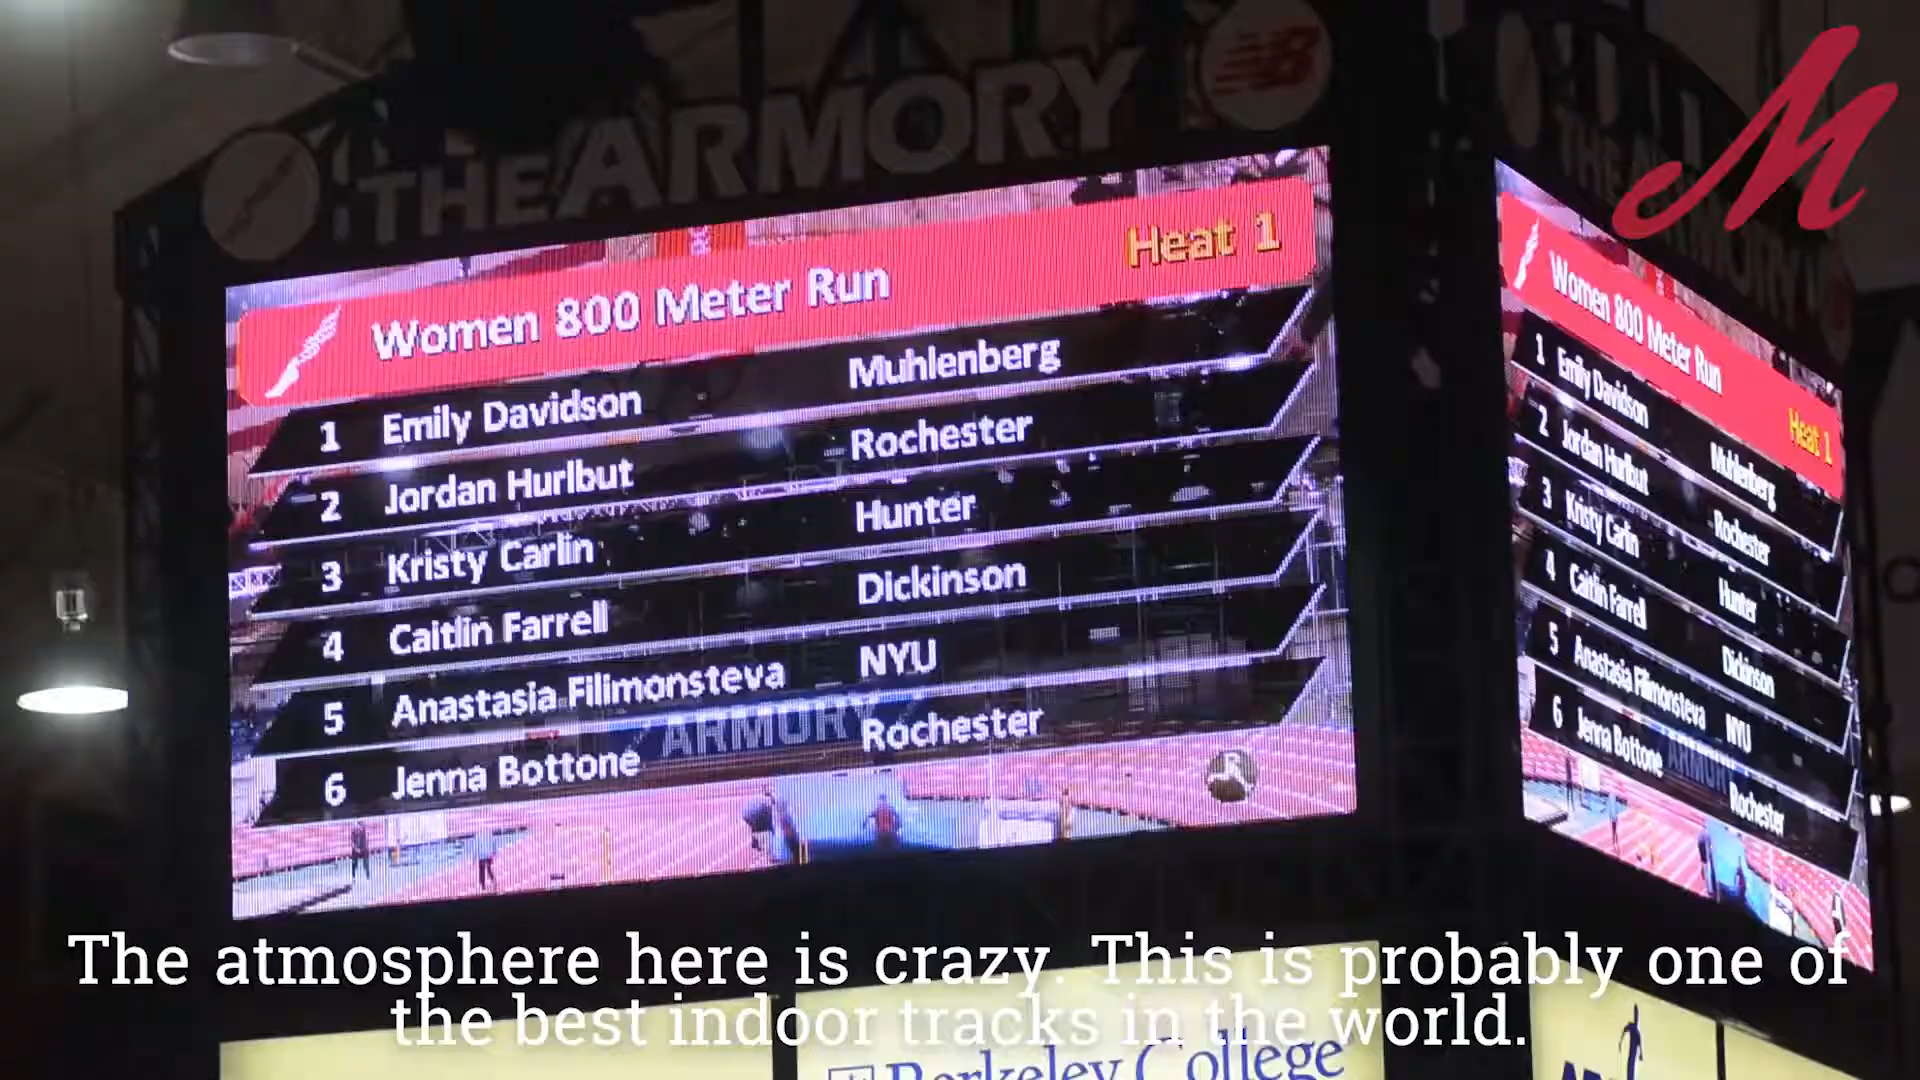 THE ARMORY
Women 800 Meter Run Heat 1
1 Emily Davidson Muhlenberg
2 Jordan Hurlbut Rochester
3 Kristy Carlin Hunter
4 Caitlin Farrell Dickinson
5 Anastasia Filimonsteva NYU
6 Jenna Bottone Rochester
ARMORY
M
THE ARMORY
Women 800 Meter Run
Heat 1
1 Emily Davidson Muhlenberg
2 Jordan Hurlbut Rochester
3 Kristy Carlin Hunter
4 Caitlin Farrell Dickinson
5 Anastasia Filimonsteva NYU
6 Jenna Bottone Rochester
The atmosphere here is crazy. This is probably one of
the best indoor tracks in the world.
Berkeley College